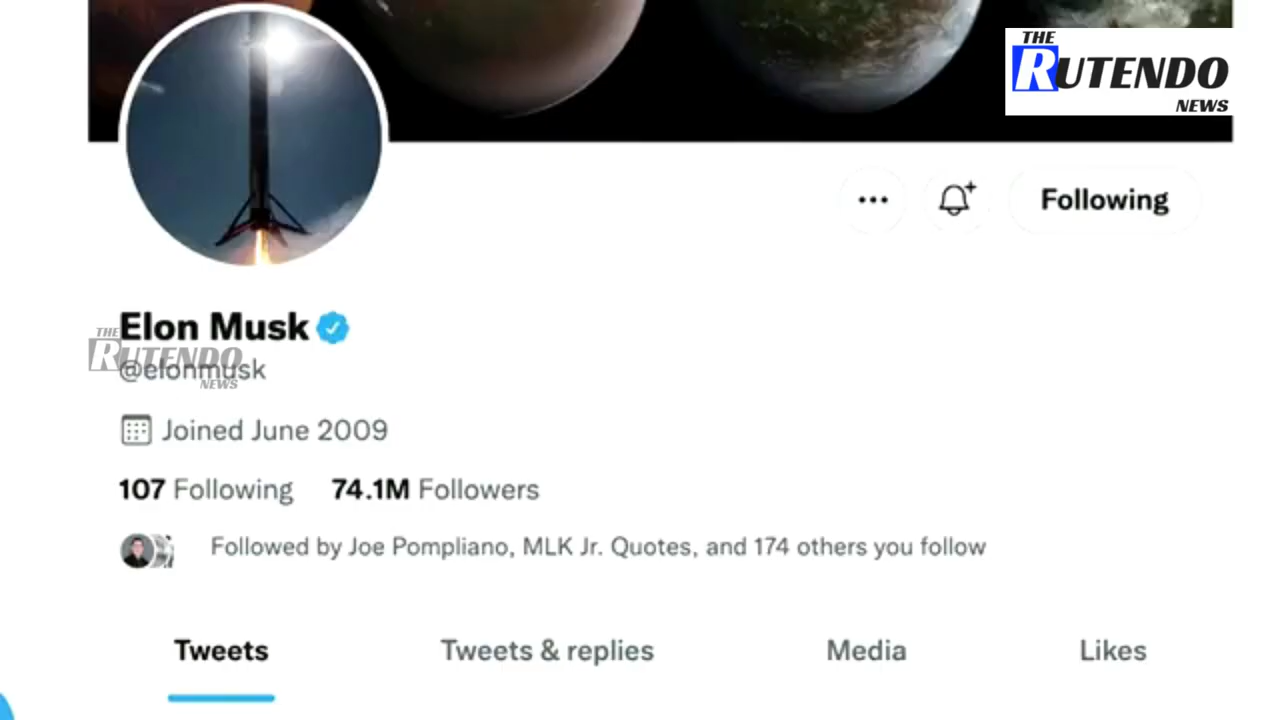 THE
RUTENDO
NEWS
Following
Elon Musk
THE
RUTENDO
NEWS
@elonmusk
Joined June 2009
107 Following 74.1M Followers
Followed by Joe Pompliano, MLK Jr. Quotes, and 174 others you follow
Tweets Tweets & replies Media Likes